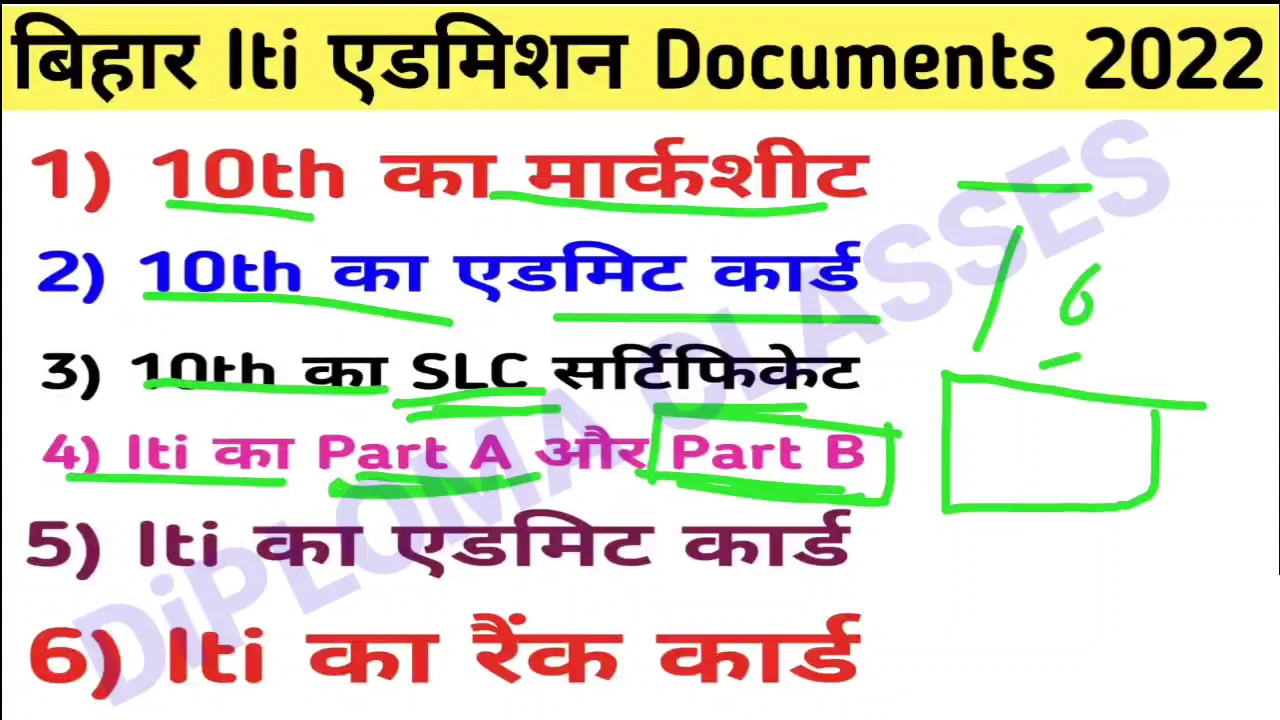 बिहार Iti एडमिशन Documents 2022
1) 10th का मार्कशीट
2) 10th का एडमिट कार्ड
3) 10th का SLC सर्टिफिकेट
4) Iti का Part A और Part B
5) Iti का एडमिट कार्ड
6) Iti का रैंक कार्ड
DiPLOMA CLASSES